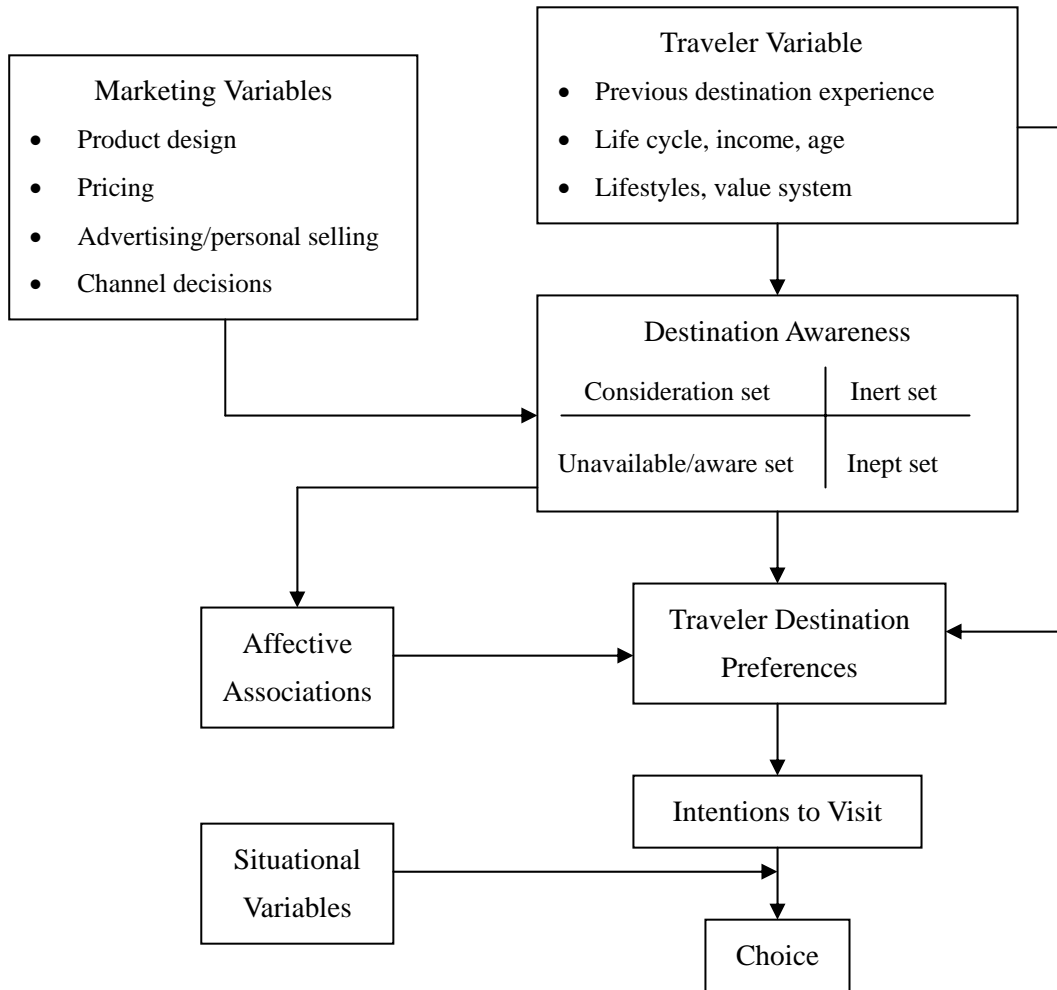 Traveler Variable
• Previous destination experience
• Life cycle, income, age
• Lifestyles, value system
Marketing Variables
• Product design
• Pricing
• Advertising/personal selling
• Channel decisions
Destination Awareness
Consideration set
Inert set
Unavailable/aware set
Inept set
Affective
Associations
Traveler Destination
Preferences
Intentions to Visit
Situational
Variables
Choice